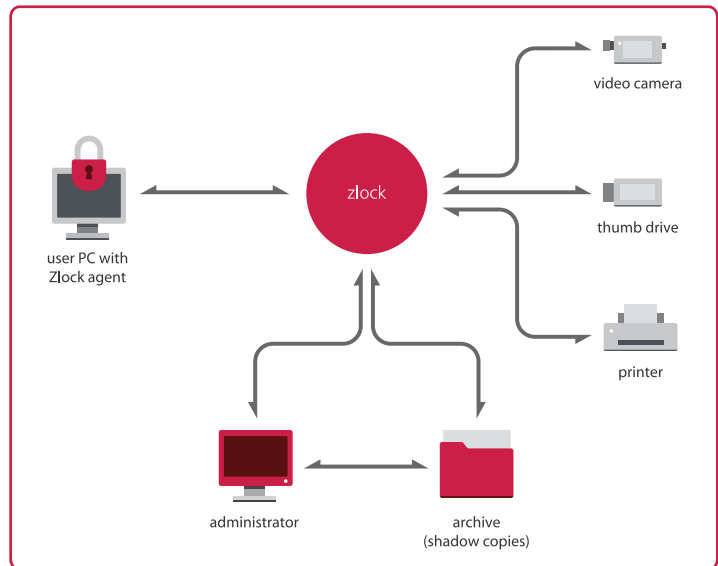 video camera
zlock
thumb drive
user PC with
Zlock agent
printer
administrator
archive
(shadow copies)